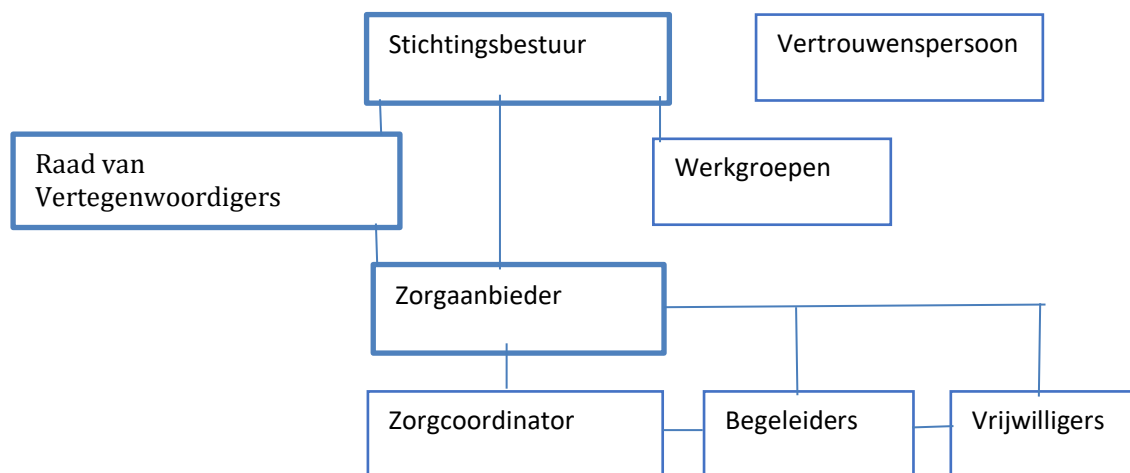 Stichtingsbestuur
Vertrouwenspersoon
Raad van
Vertegenwoordigers
Werkgroepen
Zorgaanbieder
Zorgcoordinator
Begeleiders
Vrijwilligers